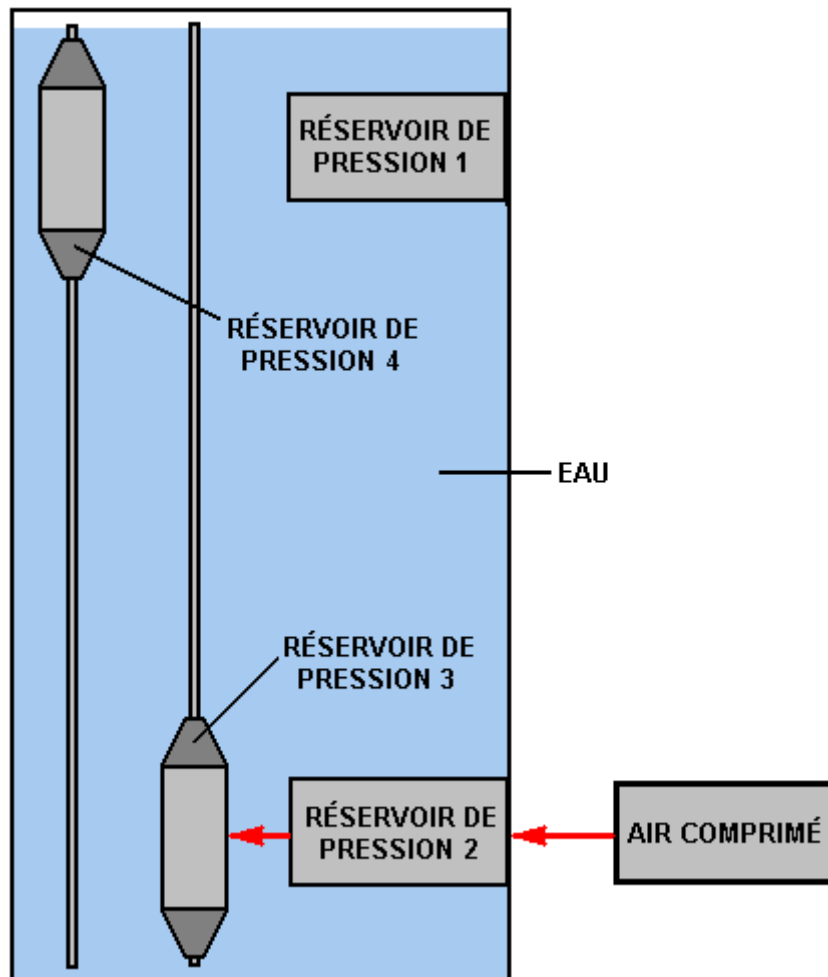 RÉSERVOIR DE
PRESSION 1
RÉSERVOIR DE
PRESSION 4
EAU
RÉSERVOIR DE
PRESSION 3
RÉSERVOIR DE
PRESSION 2
AIR COMPRIMÉ